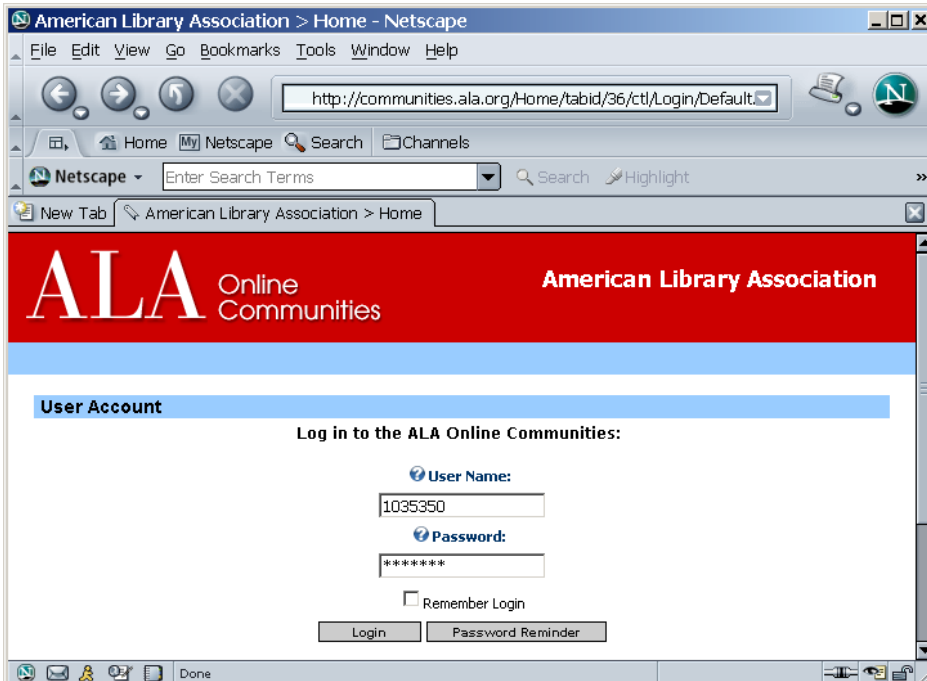 American Library Association > Home - Netscape
File Edit View Go Bookmarks Tools Window Help
http://communities.ala.org/Home/tabid/36/ctl/Login/Default.
Home My Netscape Search Channels
Netscape Enter Search Terms Search Highlight »
New Tab American Library Association > Home
ALA Online Communities
American Library Association
User Account
Log in to the ALA Online Communities:
User Name:
1035350
Password:
*******
Remember Login
Login Password Reminder
Done